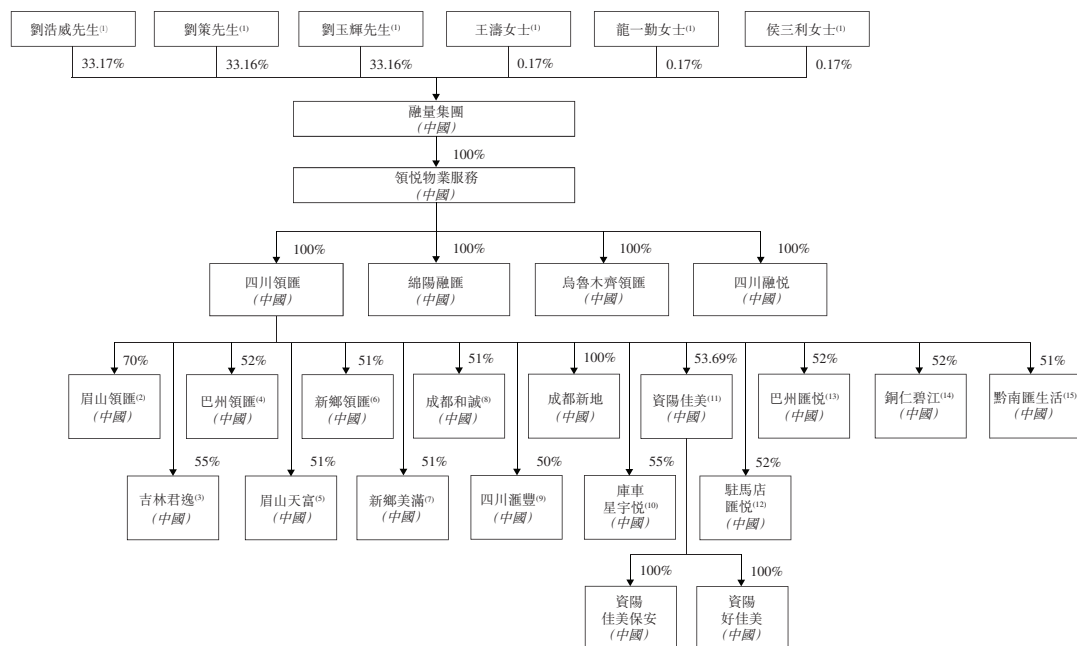 劉浩威先生(1)
劉策先生(1)
劉玉輝先生(1)
王濤女士(1)
龍一勤女士(1)
侯三利女士(1)
33.17%
33.16%
33.16%
0.17%
0.17%
0.17%
融量集團
(中國)
100%
領悅物業服務
(中國)
100%
100%
100%
100%
四川領匯
(中國)
綿陽融匯
(中國)
烏魯木齊領匯
(中國)
四川融悅
(中國)
70%
52%
51%
51%
100%
53.69%
52%
52%
51%
眉山領匯(2)
(中國)
巴州領匯(4)
(中國)
新鄉領匯(6)
(中國)
成都和誠(8)
(中國)
成都新地
(中國)
資陽佳美(11)
(中國)
巴州匯悅(13)
(中國)
銅仁碧江(14)
(中國)
黔南匯生活(15)
(中國)
55%
51%
51%
50%
55%
52%
吉林君逸(3)
(中國)
眉山天富(5)
(中國)
新鄉美滿(7)
(中國)
四川滙豐(9)
(中國)
庫車
星宇悅(10)
(中國)
駐馬店
匯悅(12)
(中國)
100%
100%
資陽
佳美保安
(中國)
資陽
好佳美
(中國)